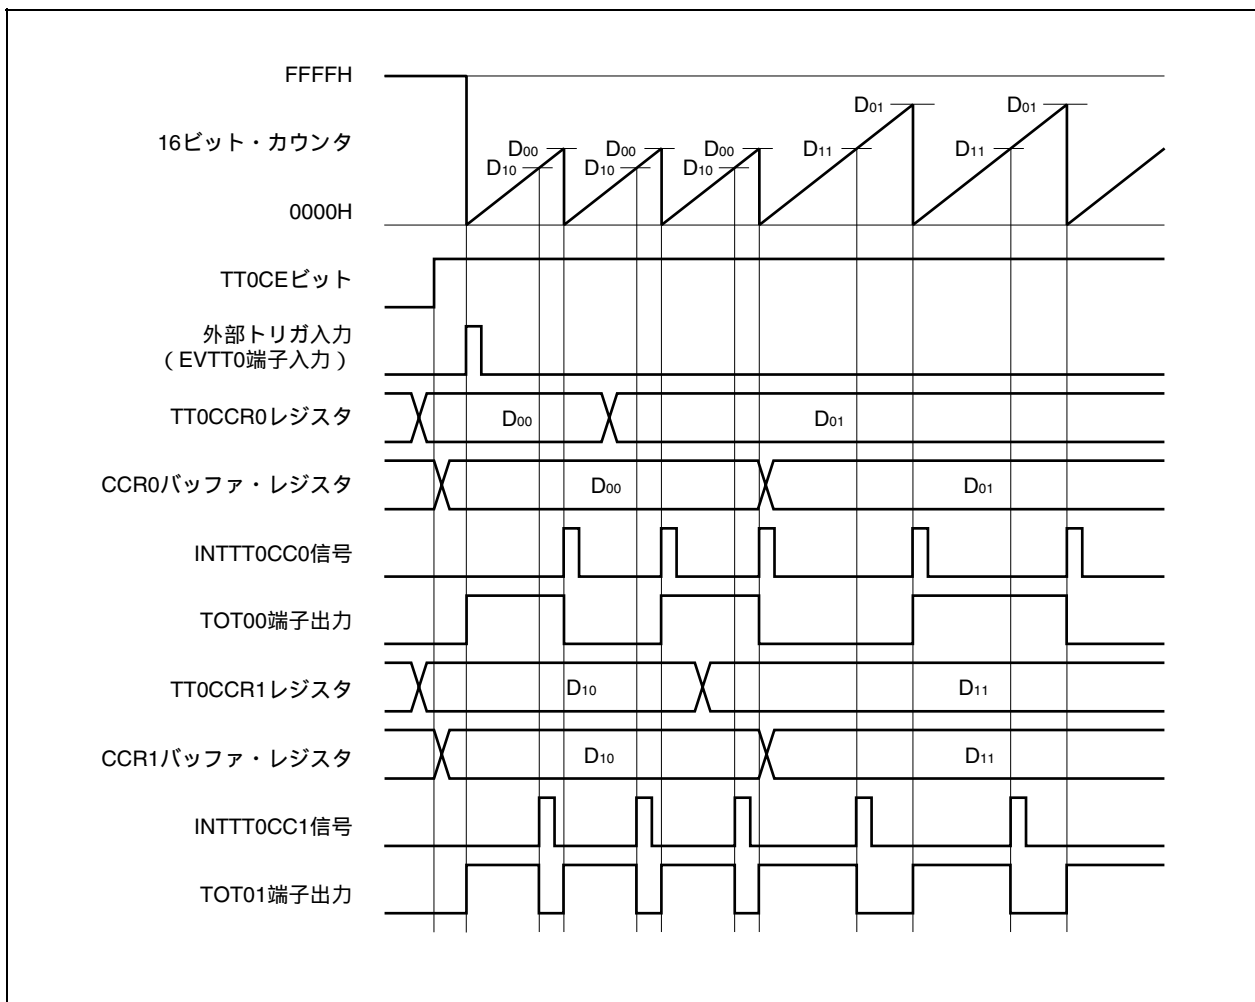 FFFFH
D01 D01
16ビット・カウンタ
D00 D00 D00 D11 D11
D10 D10 D10
0000H
TT0CEビット
外部トリガ入力
（EVTT0端子入力）
TT0CCR0レジスタ D00 D01
CCR0バッファ・レジスタ D00 D01
INTTT0CC0信号
TOT00端子出力
TT0CCR1レジスタ D10 D11
CCR1バッファ・レジスタ D10 D11
INTTT0CC1信号
TOT01端子出力